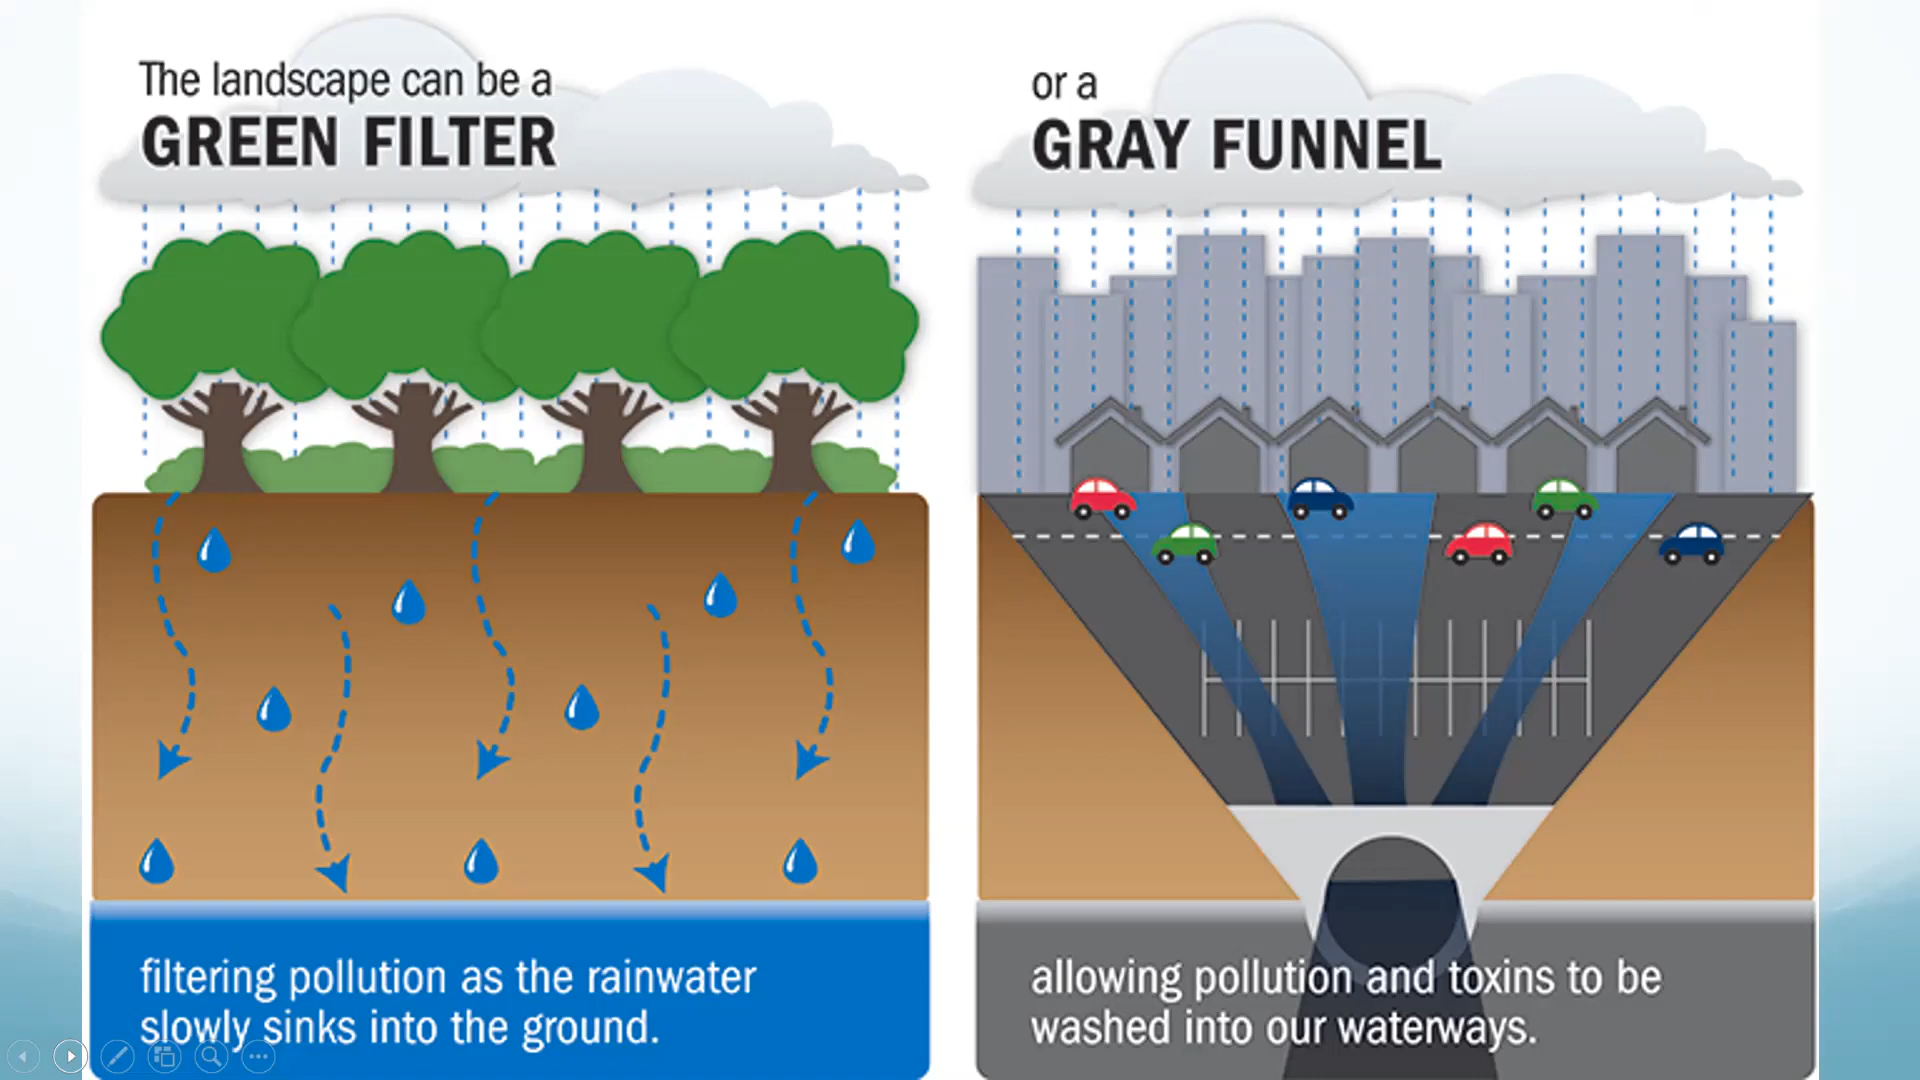 The landscape can be a
GREEN FILTER
filtering pollution as the rainwater
slowly sinks into the ground.
or a
GRAY FUNNEL
allowing pollution and toxins to be
washed into our waterways.